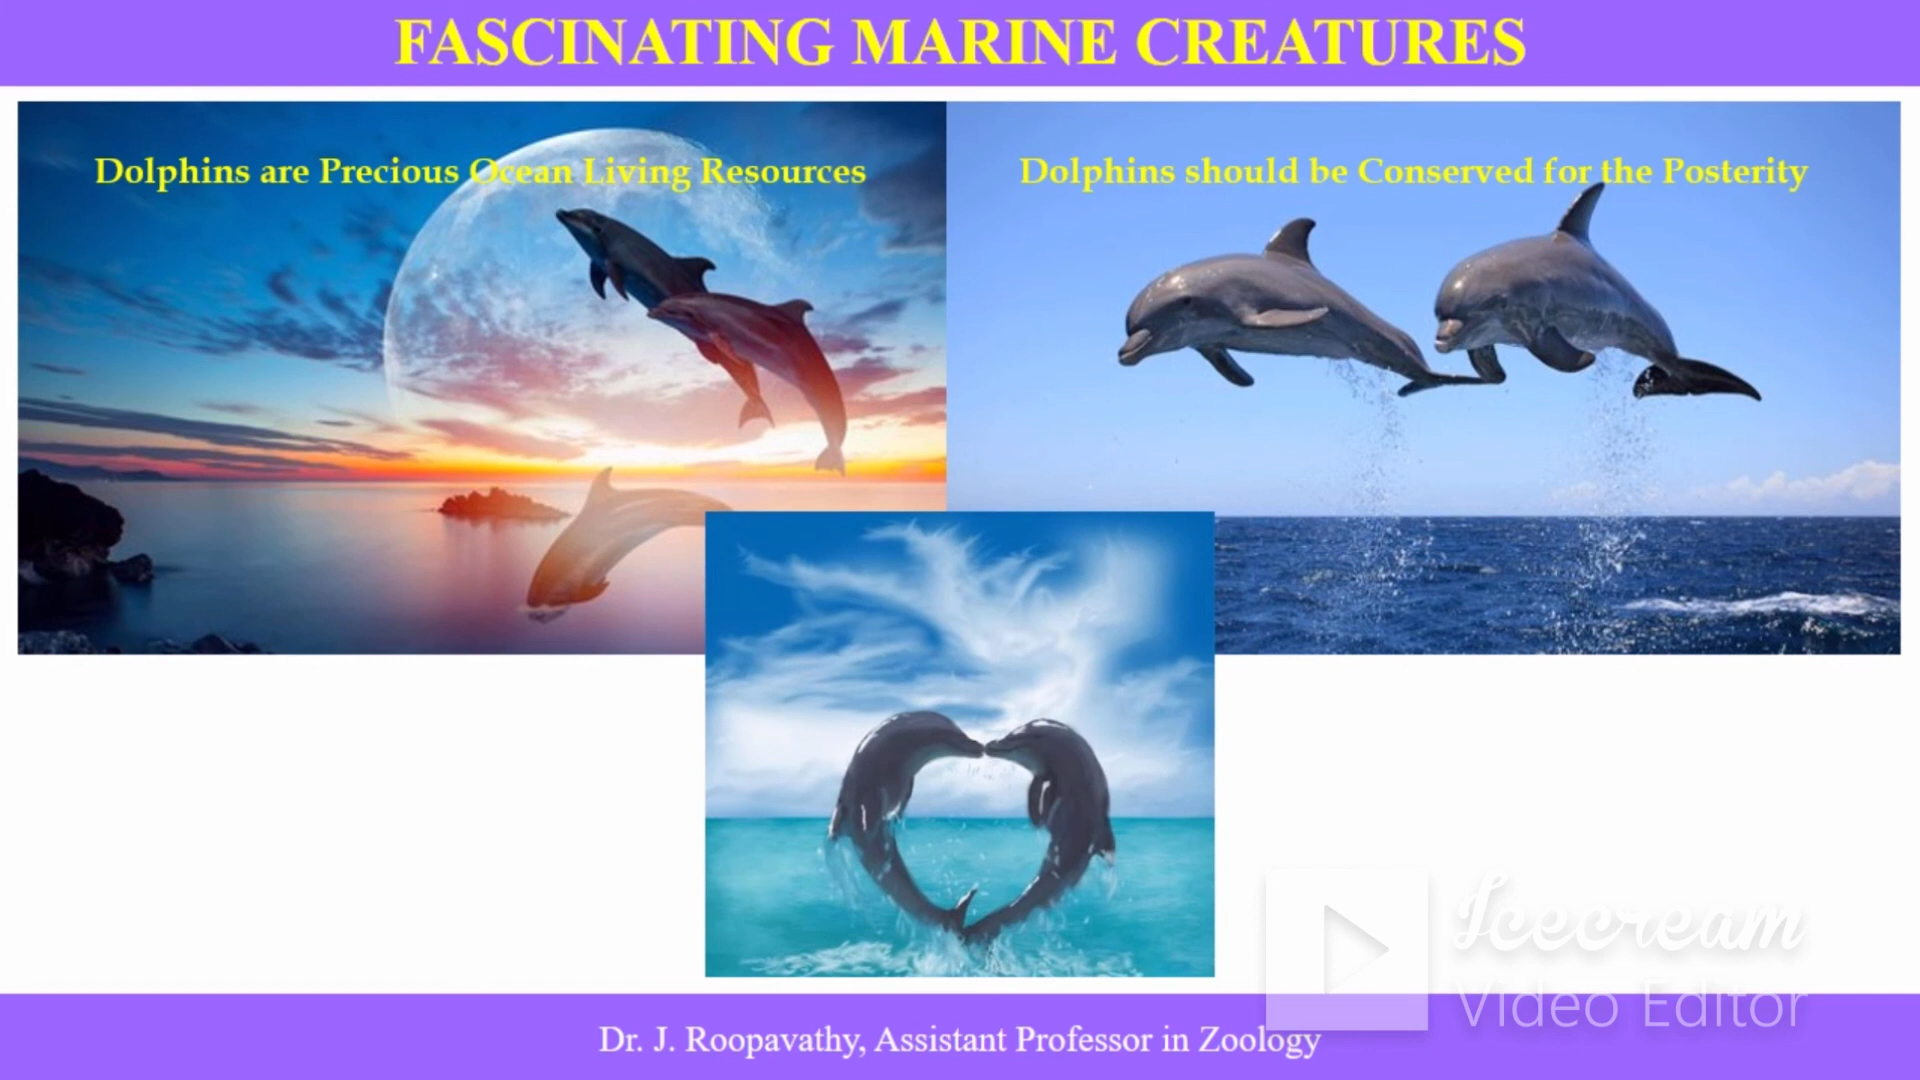 FASCINATING MARINE CREATURES
Dolphins are Precious Ocean Living Resources
Dolphins should be Conserved for the Posterity
Icecream
Video Editor
Dr. J. Roopavathy, Assistant Professor in Zoology